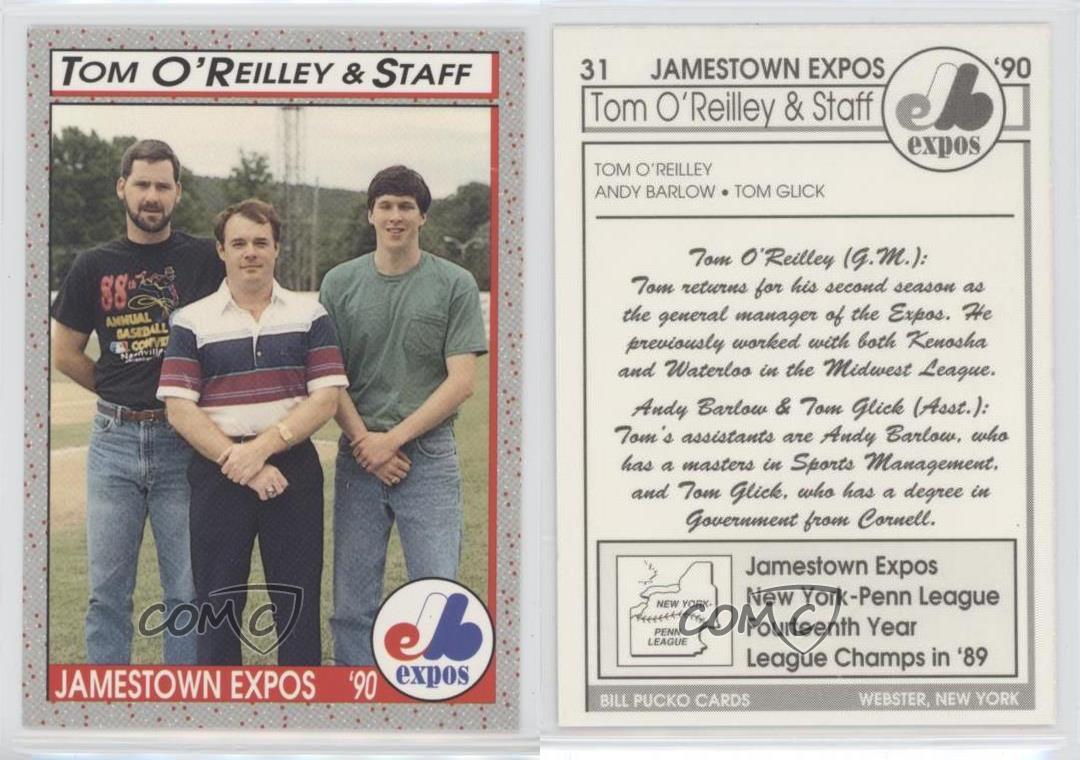 TOM O'REILLEY & STAFF
88th
ANNUAL
BASEBALL
Nashville
expos
JAMESTOWN EXPOS '90
COMC
31 JAMESTOWN EXPOS '90
Tom O'Reilley & Staff
expos
TOM O'REILLEY
ANDY BARLOW • TOM GLICK
Tom O'Reilley (G.M.):
Tom returns for his second season as
the general manager of the Expos. He
previously worked with both Kenosha
and Waterloo in the Midwest League.
Andy Barlow & Tom Glick (Asst.):
Tom's assistants are Andy Barlow, who
has a masters in Sports Management,
and Tom Glick, who has a degree in
Government from Cornell.
NEW YORK-
PENN
LEAGUE
Jamestown Expos
New York-Penn League
Fourteenth Year
League Champs in '89
COMC
BILL PUCKO CARDS WEBSTER, NEW YORK